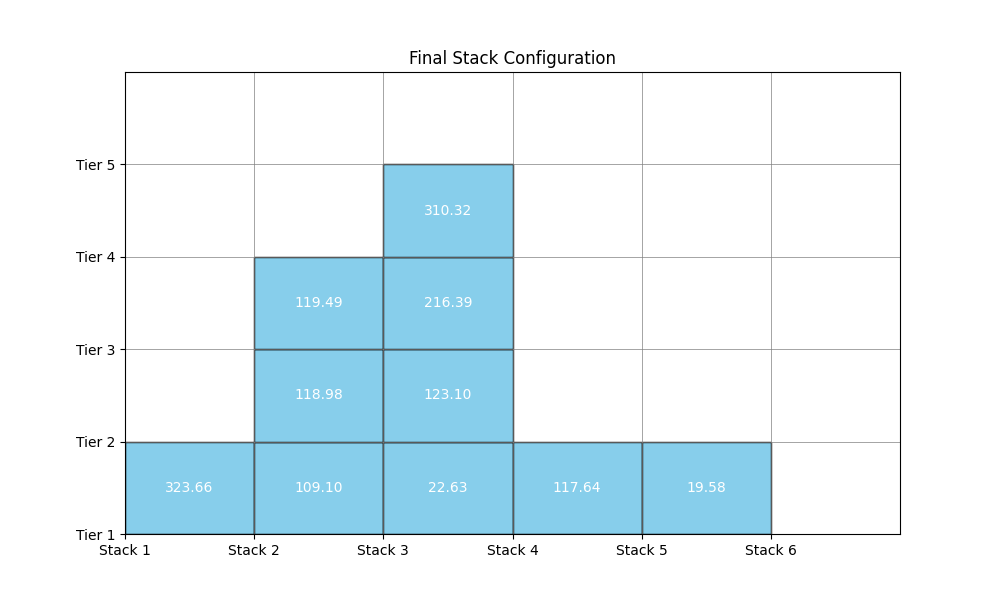 Final Stack Configuration
Tier 5
310.32
Tier 4
119.49 216.39
Tier 3
118.98 123.10
Tier 2
323.66 109.10 22.63 117.64 19.58
Tier 1
Stack 1 Stack 2 Stack 3 Stack 4 Stack 5 Stack 6